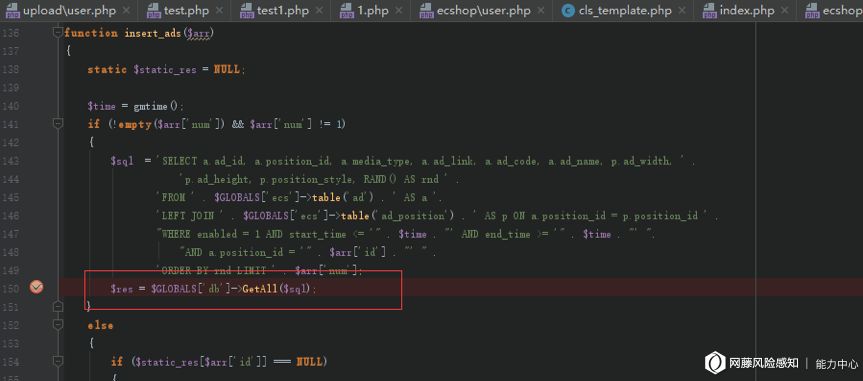 upload\user.php × test.php × test1.php × 1.php × ecshop\user.php × cls_template.php × index.php × ecshop
136 function insert_ads($arr)
137 {
138 static $static_res = NULL;
139
140 $time = gmtime();
141 if (!empty($arr['num']) && $arr['num'] != 1)
142 {
143 $sql = 'SELECT a.ad_id, a.position_id, a.media_type, a.ad_link, a.ad_code, a.ad_name, p.ad_width, ' .
144 'p.ad_height, p.position_style, RAND() AS rnd ' .
145 'FROM ' . $GLOBALS['ecs']->table('ad') . ' AS a '.
146 'LEFT JOIN ' . $GLOBALS['ecs']->table('ad_position') . ' AS p ON a.position_id = p.position_id ' .
147 "WHERE enabled = 1 AND start_time <= '" . $time . "' AND end_time >= '" . $time . "' ".
148 "AND a.position_id = '" . $arr['id'] . "' " .
149 'ORDER BY rnd LIMIT ' . $arr['num'];
150 $res = $GLOBALS['db']->GetAll($sql);
151 }
152 else
153 {
154 if ($static_res[$arr['id']] === NULL)
{
网藤风险感知 | 能力中心